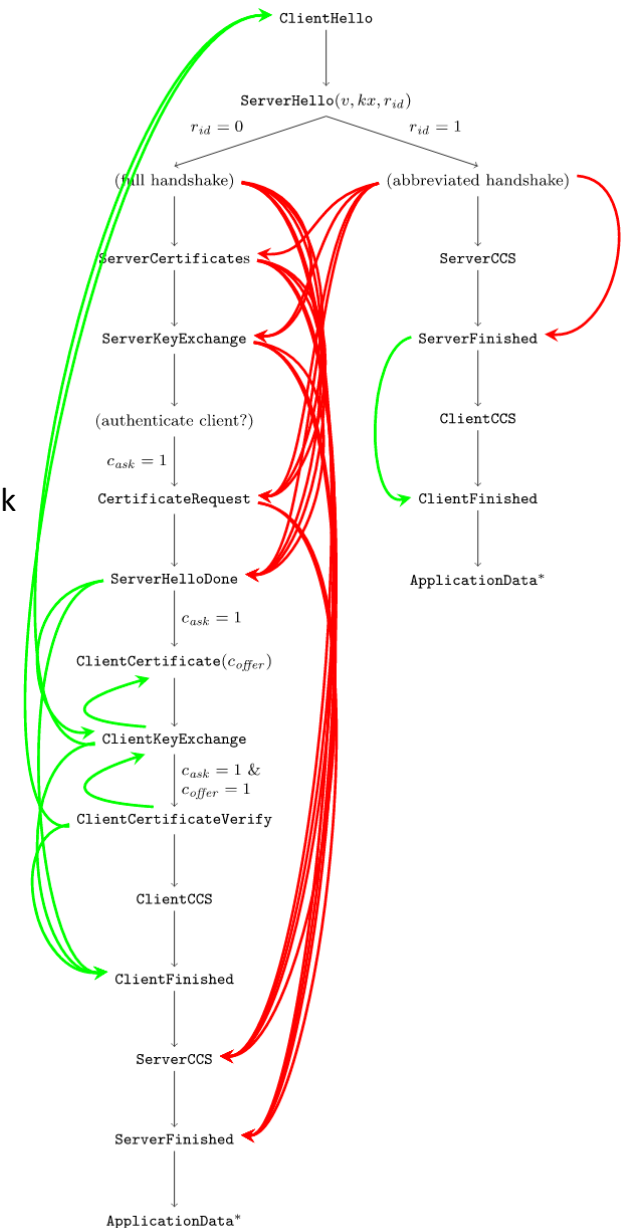 ClientHello
ServerHello(v, kx, r_id)
r_id = 0
r_id = 1
(full handshake)
(abbreviated handshake)
ServerCertificates
ServerCCS
ServerKeyExchange
ServerFinished
(authenticate client?)
ClientCCS
c_ask = 1
k
CertificateRequest
ClientFinished
ServerHelloDone
ApplicationData*
c_ask = 1
ClientCertificate(c_offer)
ClientKeyExchange
c_ask = 1 &
c_offer = 1
ClientCertificateVerify
ClientCCS
ClientFinished
ServerCCS
ServerFinished
ApplicationData*